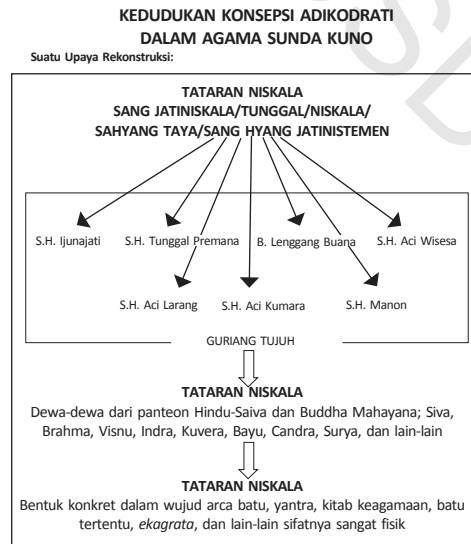 KEDUDUKAN KONSEPSI ADIKODRATI
DALAM AGAMA SUNDA KUNO
Suatu Upaya Rekonstruksi:
TATARAN NISKALA
SANG JATINISKALA/TUNGGAL/NISKALA/
SAHYANG TAYA/SANG HYANG JATINISTEMEN
S.H. Ijunajati S.H. Tunggal Premana B. Lenggang Buana S.H. Aci Wisesa
S.H. Aci Larang S.H. Aci Kumara S.H. Manon
GURIANG TUJUH
TATARAN NISKALA
Dewa-dewa dari panteon Hindu-Saiva dan Buddha Mahayana; Siva,
Brahma, Visnu, Indra, Kuvera, Bayu, Candra, Surya, dan lain-lain
TATARAN NISKALA
Bentuk konkret dalam wujud arca batu, yantra, kitab keagamaan, batu
tertentu, ekagrata, dan lain-lain sifatnya sangat fisik